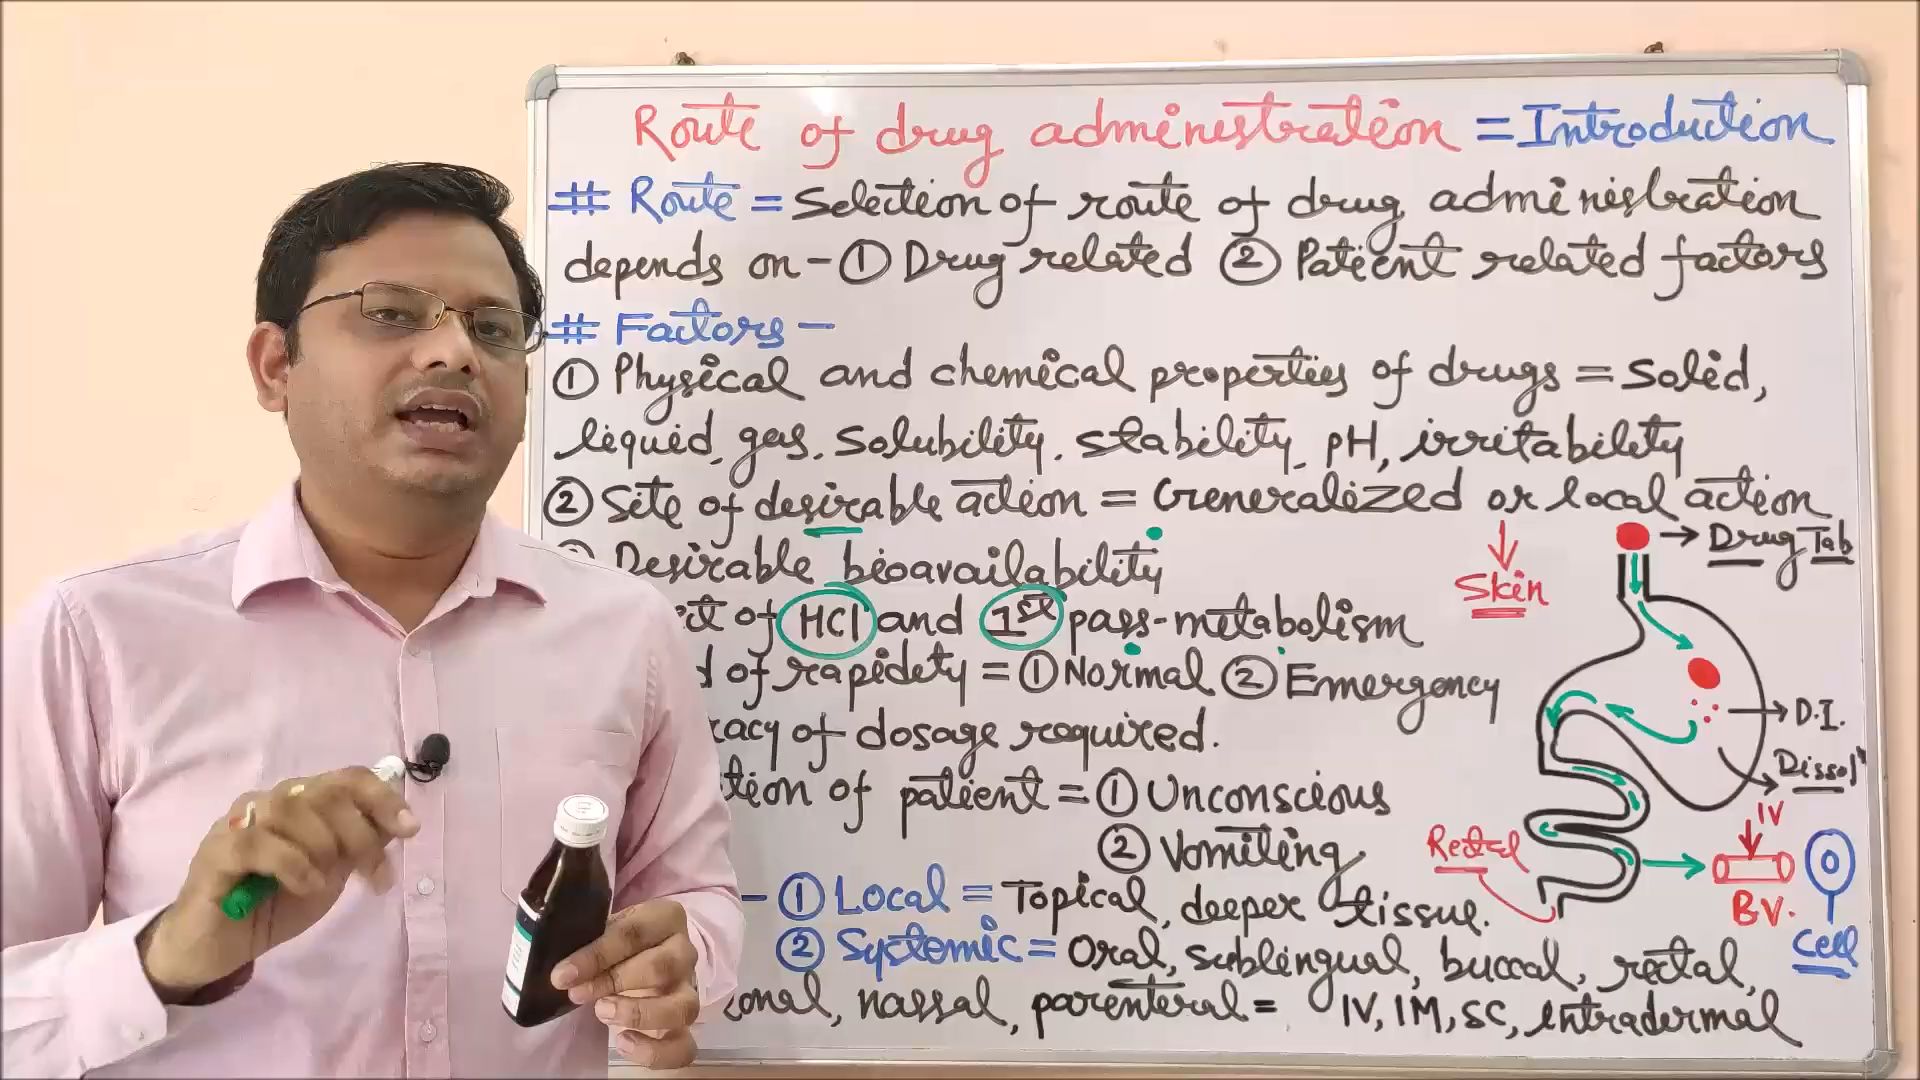 Route of drug administration = Introduction
# Route = Selection of route of drug administration
depends on - ① Drug related ② Patient related factors
# Factors -
① Physical and chemical properties of drugs = Solid,
liquid, gas, solubility, stability, pH, irritability
② Site of desirable action = Generalized or local action
Desirable bioavailability
of HCl and 1st pass-metabolism
of rapidity = ① Normal ② Emergency
of dosage required.
of patient = ① Unconscious
② Vomiting
- ① Local = Topical, deeper tissue.
② Systemic = Oral, sublingual, buccal, rectal,
nassal, parenteral = IV, IM, SC, intradermal
Skin
→ Drug Tab
→ D.I.
Dissolⁿ
IV
Rectal
B.V.
Cell